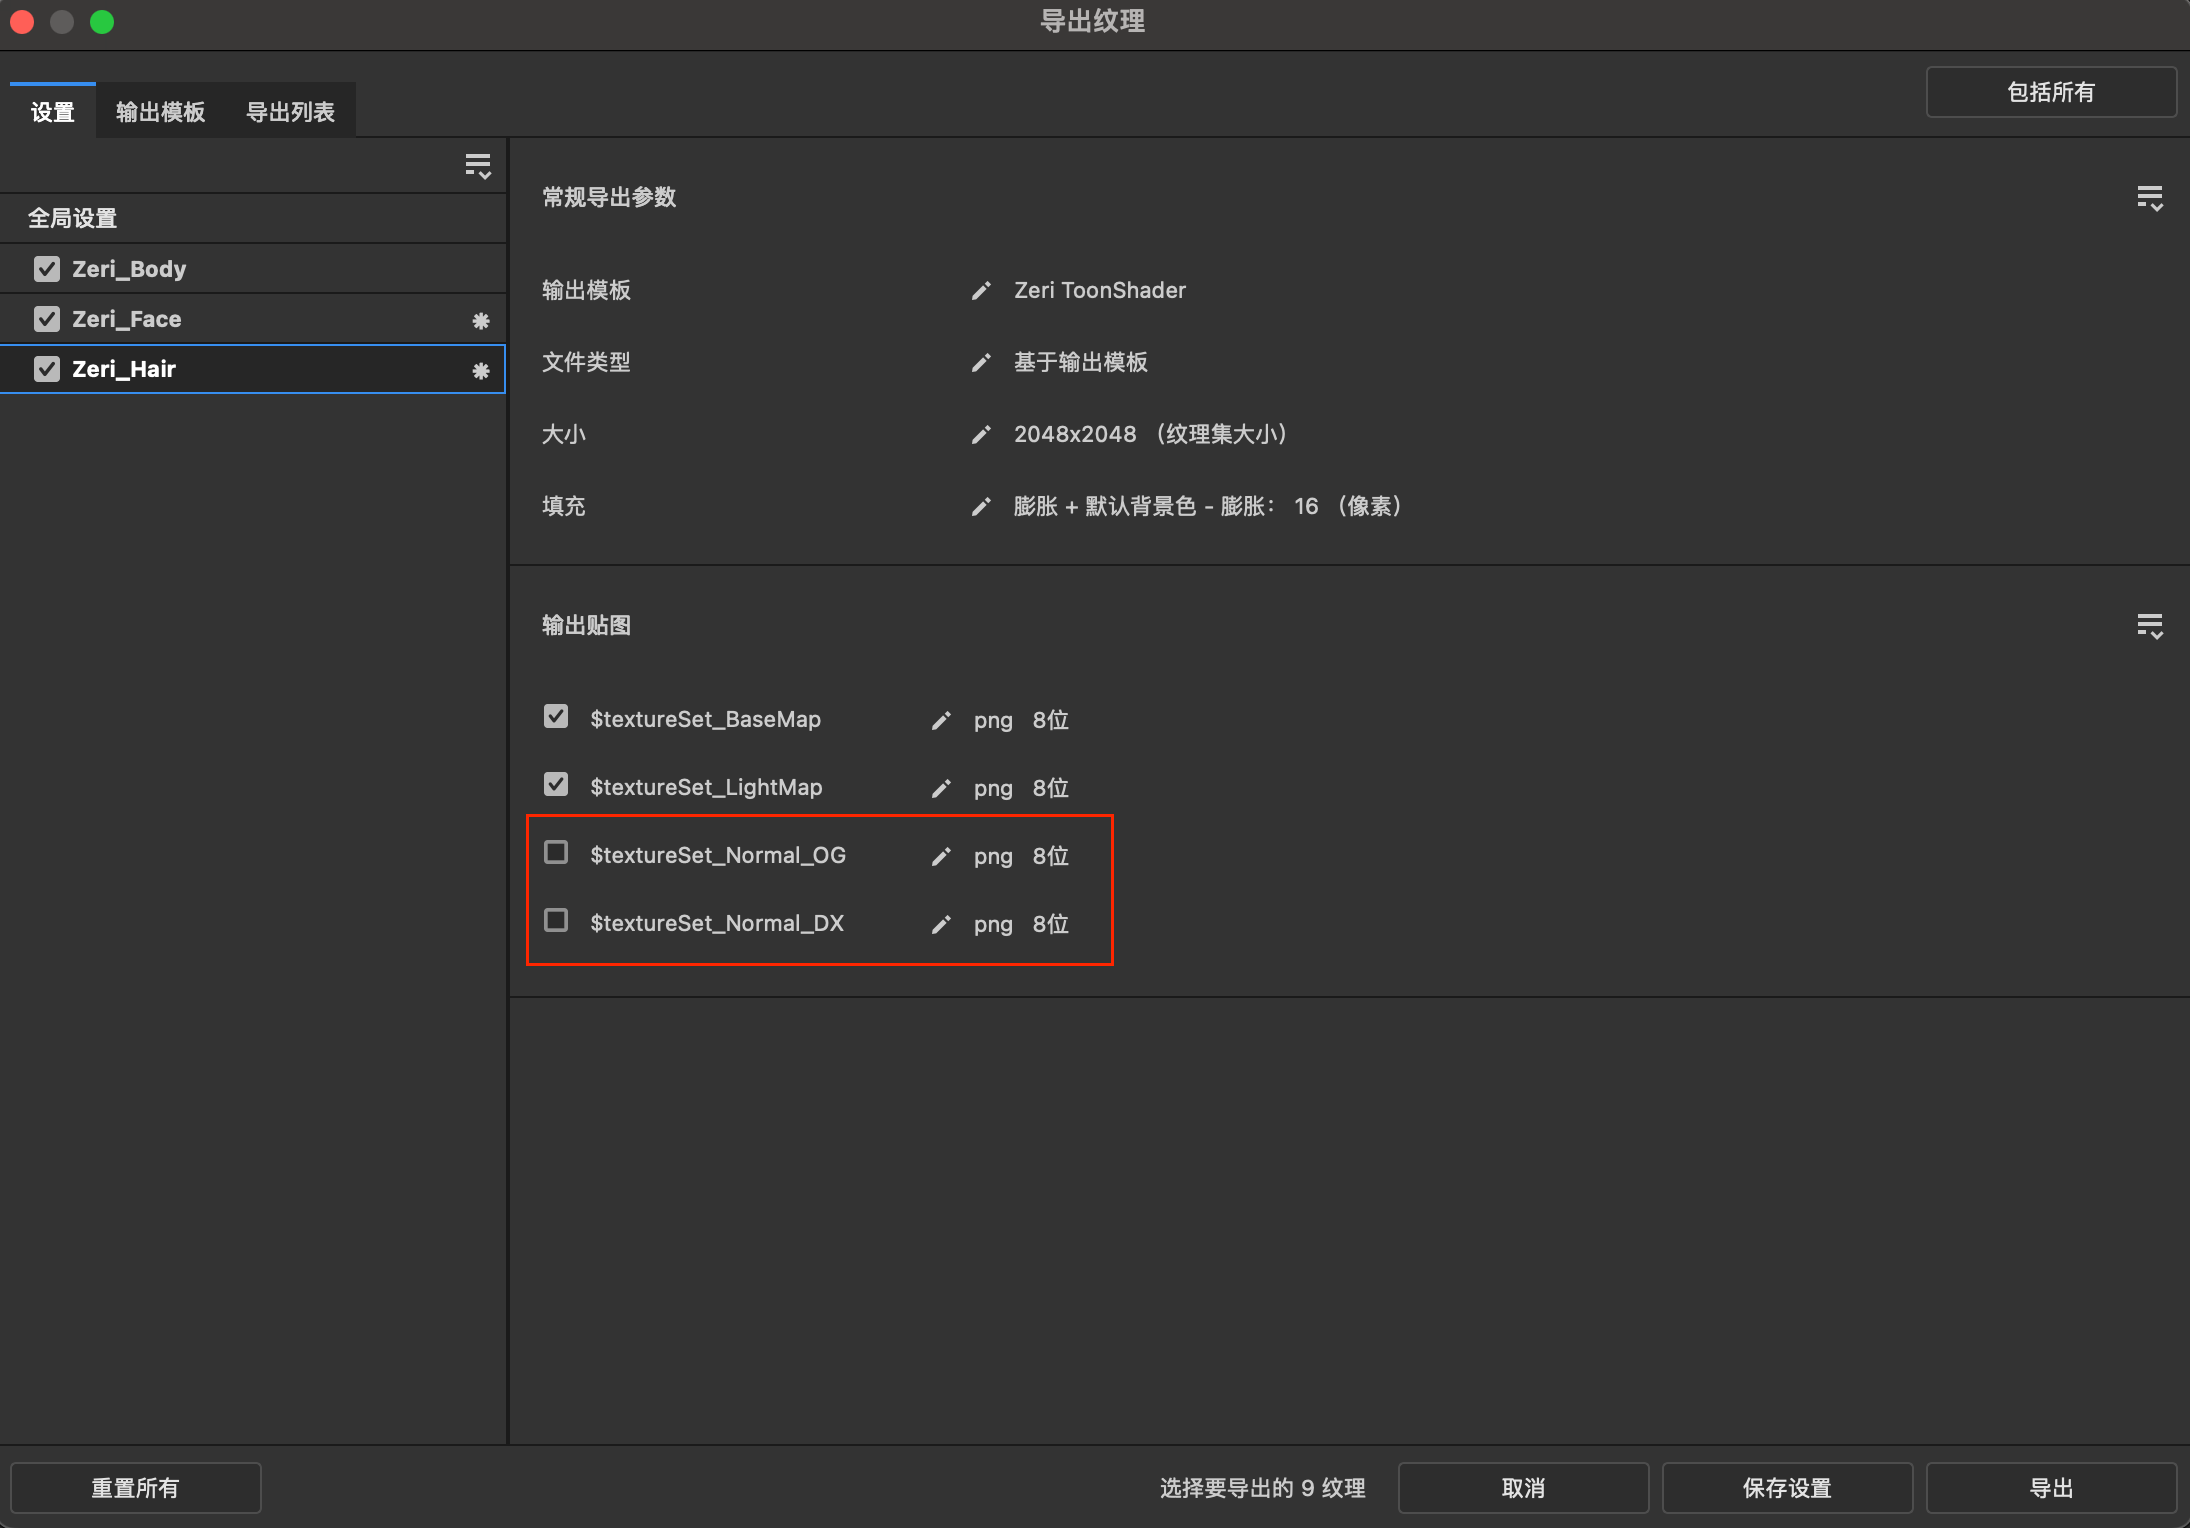 导出纹理
设置 输出模板 导出列表
包括所有
全局设置
Zeri_Body
Zeri_Face
Zeri_Hair
常规导出参数
输出模板 Zeri ToonShader
文件类型 基于输出模板
大小 2048x2048 （纹理集大小）
填充 膨胀 + 默认背景色 - 膨胀： 16 （像素）
输出贴图
$textureSet_BaseMap png 8位
$textureSet_LightMap png 8位
$textureSet_Normal_OG png 8位
$textureSet_Normal_DX png 8位
重置所有 选择要导出的 9 纹理 取消 保存设置 导出